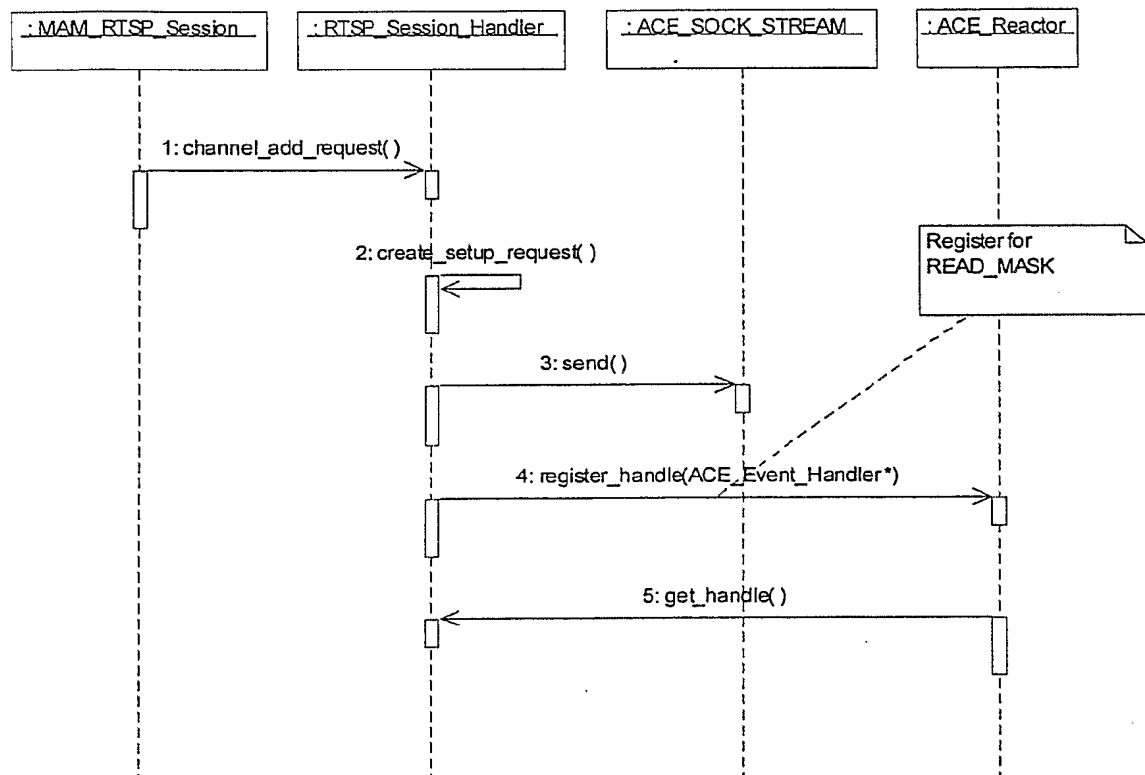 : MAM_RTSP_Session
: RTSP_Session_Handler
: ACE_SOCK_STREAM
: ACE_Reactor
1: channel_add_request( )
Register for
READ_MASK
2: create_setup_request( )
3: send( )
4: register_handle(ACE_Event_Handler*)
5: get_handle( )